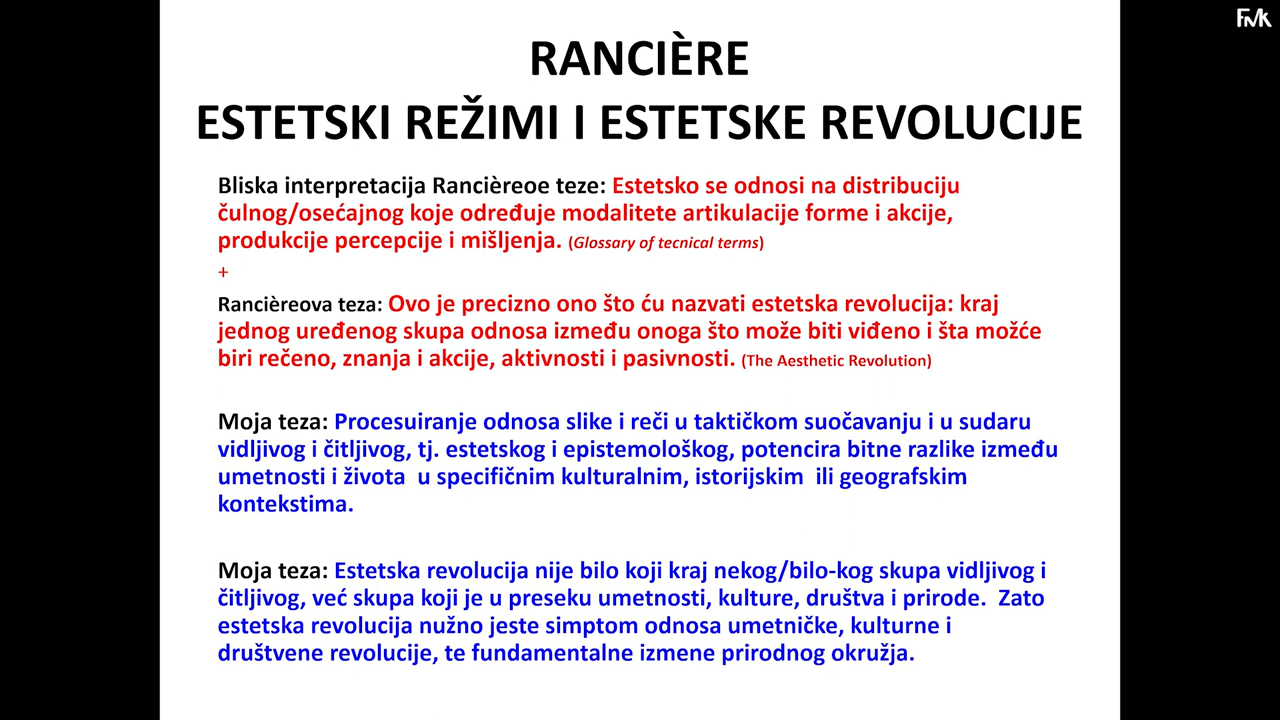 FMk
RANCIÈRE
ESTETSKI REŽIMI I ESTETSKE REVOLUCIJE
Bliska interpretacija Rancièreoe teze: Estetsko se odnosi na distribuciju
čulnog/osećajnog koje određuje modalitete artikulacije forme i akcije,
produkcije percepcije i mišljenja. (Glossary of tecnical terms)
+
Rancièreova teza: Ovo je precizno ono što ću nazvati estetska revolucija: kraj
jednog uređenog skupa odnosa između onoga što može biti viđeno i šta možće
biri rečeno, znanja i akcije, aktivnosti i pasivnosti. (The Aesthetic Revolution)
Moja teza: Procesuiranje odnosa slike i reči u taktičkom suočavanju i u sudaru
vidljivog i čitljivog, tj. estetskog i epistemološkog, potencira bitne razlike između
umetnosti i života  u specifičnim kulturalnim, istorijskim  ili geografskim
kontekstima.
Moja teza: Estetska revolucija nije bilo koji kraj nekog/bilo-kog skupa vidljivog i
čitljivog, već skupa koji je u preseku umetnosti, kulture, društva i prirode.  Zato
estetska revolucija nužno jeste simptom odnosa umetničke, kulturne i
društvene revolucije, te fundamentalne izmene prirodnog okružja.